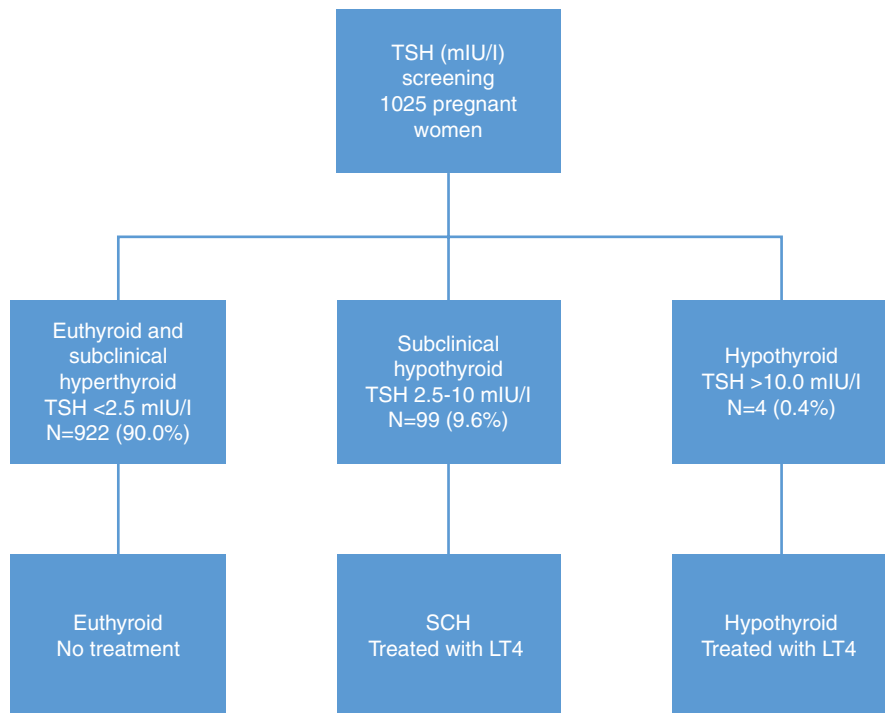 TSH (mIU/l)
screening
1025 pregnant
women
Euthyroid and
subclinical
hyperthyroid
TSH <2.5 mIU/l
N=922 (90.0%)
Subclinical
hypothyroid
TSH 2.5-10 mIU/l
N=99 (9.6%)
Hypothyroid
TSH >10.0 mIU/l
N=4 (0.4%)
Euthyroid
No treatment
SCH
Treated with LT4
Hypothyroid
Treated with LT4